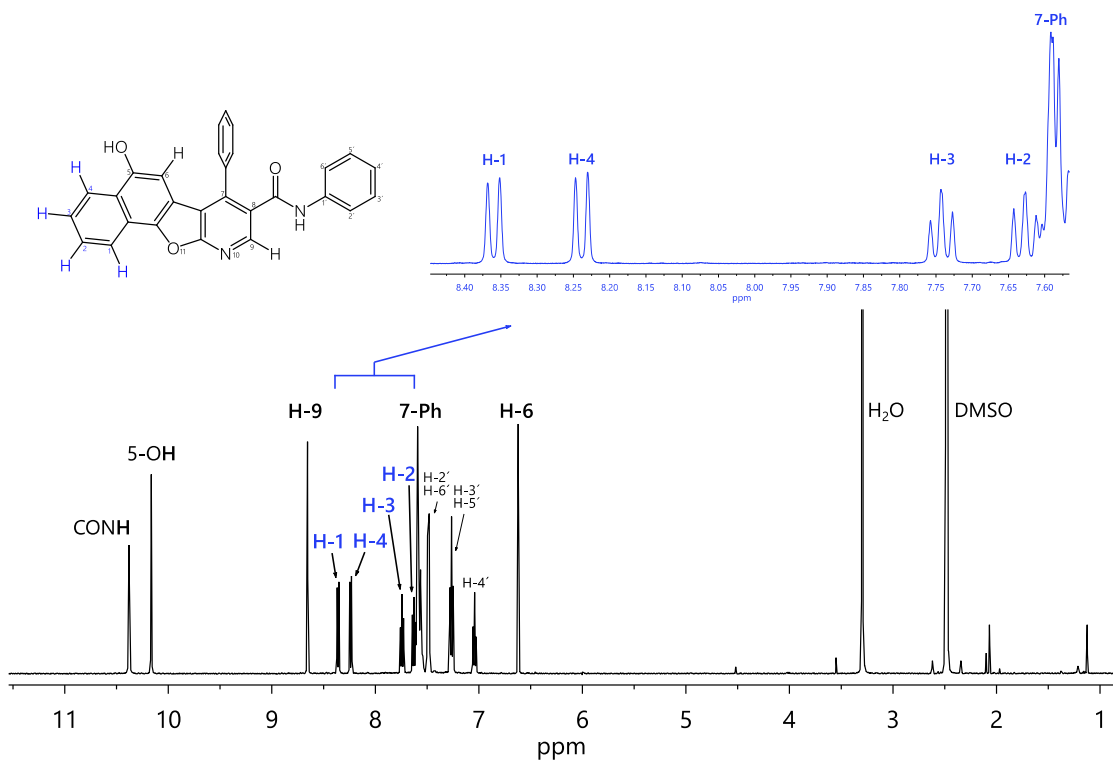 7-Ph
H-1
H-4
H-3
H-2
8.40 8.35 8.30 8.25 8.20 8.15 8.10 8.05 8.00 7.95 7.90 7.85 7.80 7.75 7.70 7.65 7.60
ppm
HO
H
H
H
H
H
5
6
4
3
2
1
O
11
7
8
9
N
10
H
O
N
H
1´
2´
3´
4´
5´
6´
CONH
5-OH
H-9
H-1
H-4
H-3
H-2
7-Ph
H-2´
H-6´
H-3´
H-5´
H-4´
H-6
H₂O
DMSO
11 10 9 8 7 6 5 4 3 2 1
ppm